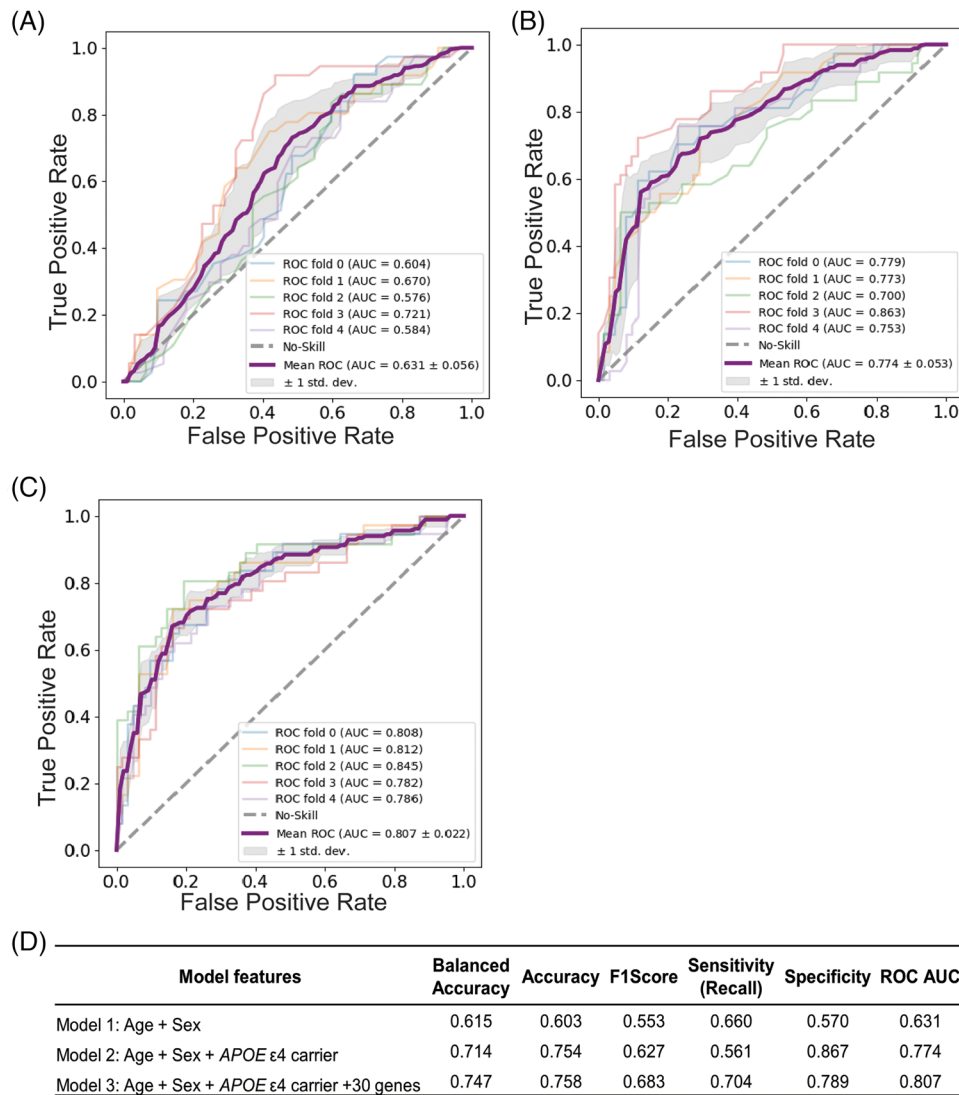 (A)
1.0
0.8
0.6
0.4
0.2
0.0
True Positive Rate
ROC fold 0 (AUC = 0.604)
ROC fold 1 (AUC = 0.670)
ROC fold 2 (AUC = 0.576)
ROC fold 3 (AUC = 0.721)
ROC fold 4 (AUC = 0.584)
No-Skill
Mean ROC (AUC = 0.631 ± 0.056)
± 1 std. dev.
0.0 0.2 0.4 0.6 0.8 1.0
False Positive Rate
(B)
1.0
0.8
0.6
0.4
0.2
0.0
True Positive Rate
ROC fold 0 (AUC = 0.779)
ROC fold 1 (AUC = 0.773)
ROC fold 2 (AUC = 0.700)
ROC fold 3 (AUC = 0.863)
ROC fold 4 (AUC = 0.753)
No-Skill
Mean ROC (AUC = 0.774 ± 0.053)
± 1 std. dev.
0.0 0.2 0.4 0.6 0.8 1.0
False Positive Rate
(C)
1.0
0.8
0.6
0.4
0.2
0.0
True Positive Rate
ROC fold 0 (AUC = 0.808)
ROC fold 1 (AUC = 0.812)
ROC fold 2 (AUC = 0.845)
ROC fold 3 (AUC = 0.782)
ROC fold 4 (AUC = 0.786)
No-Skill
Mean ROC (AUC = 0.807 ± 0.022)
± 1 std. dev.
0.0 0.2 0.4 0.6 0.8 1.0
False Positive Rate
(D)
Model features Balanced Accuracy Accuracy F1Score Sensitivity (Recall) Specificity ROC AUC
Model 1: Age + Sex 0.615 0.603 0.553 0.660 0.570 0.631
Model 2: Age + Sex + APOE ε4 carrier 0.714 0.754 0.627 0.561 0.867 0.774
Model 3: Age + Sex + APOE ε4 carrier +30 genes 0.747 0.758 0.683 0.704 0.789 0.807